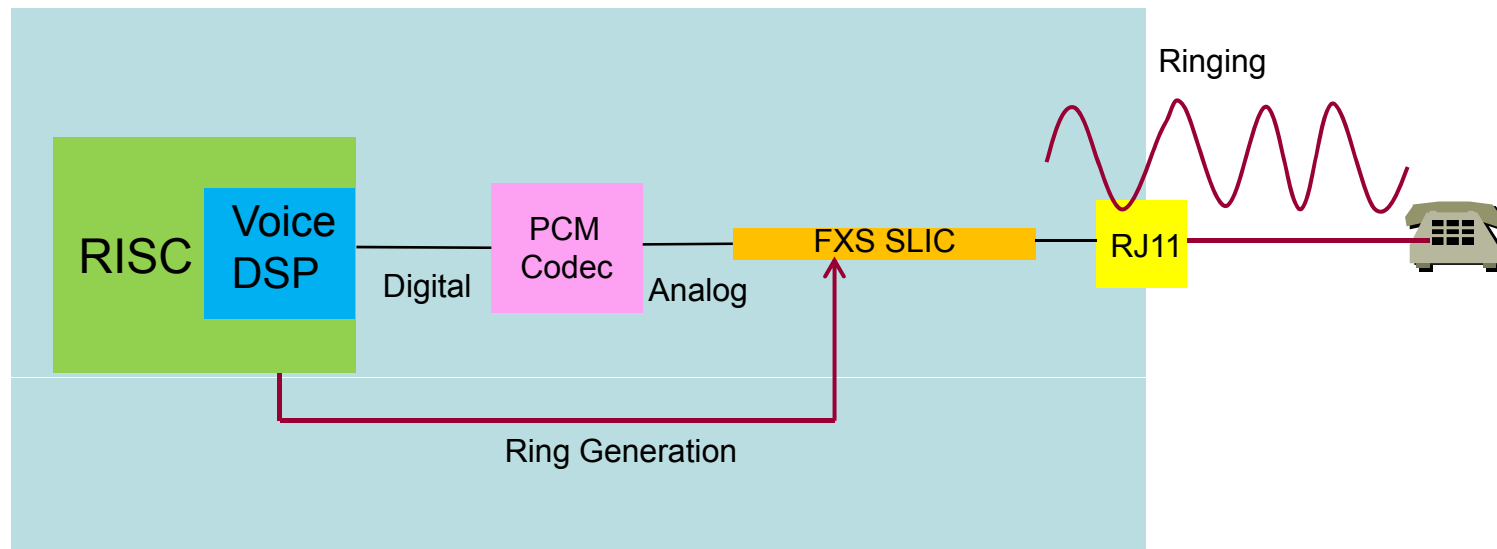 Ringing
RISC
Voice
DSP
Digital
PCM
Codec
Analog
FXS SLIC
RJ11
Ring Generation